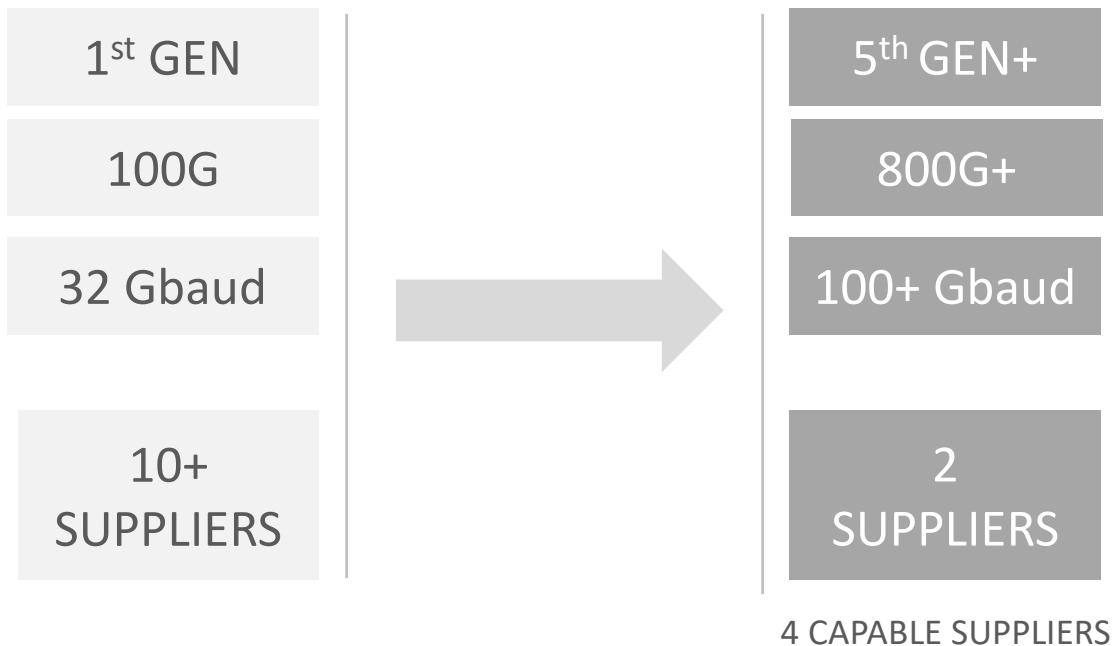 1st GEN
100G
32 Gbaud
10+
SUPPLIERS
5th GEN+
800G+
100+ Gbaud
2
SUPPLIERS
4 CAPABLE SUPPLIERS